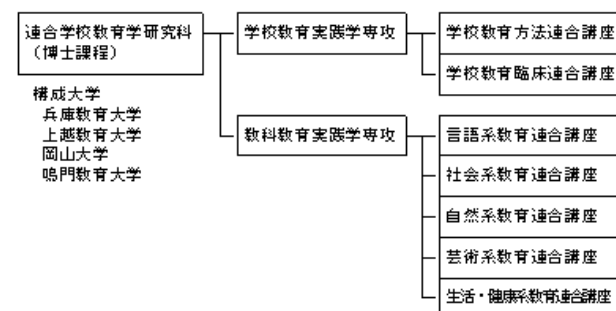 連合学校教育学研究科
（博士課程）
構成大学
兵庫教育大学
上越教育大学
岡山大学
鳴門教育大学
学校教育実践学専攻
学校教育方法連合講座
学校教育臨床連合講座
教科教育実践学専攻
言語系教育連合講座
社会系教育連合講座
自然系教育連合講座
芸術系教育連合講座
生活・健康系教育連合講座